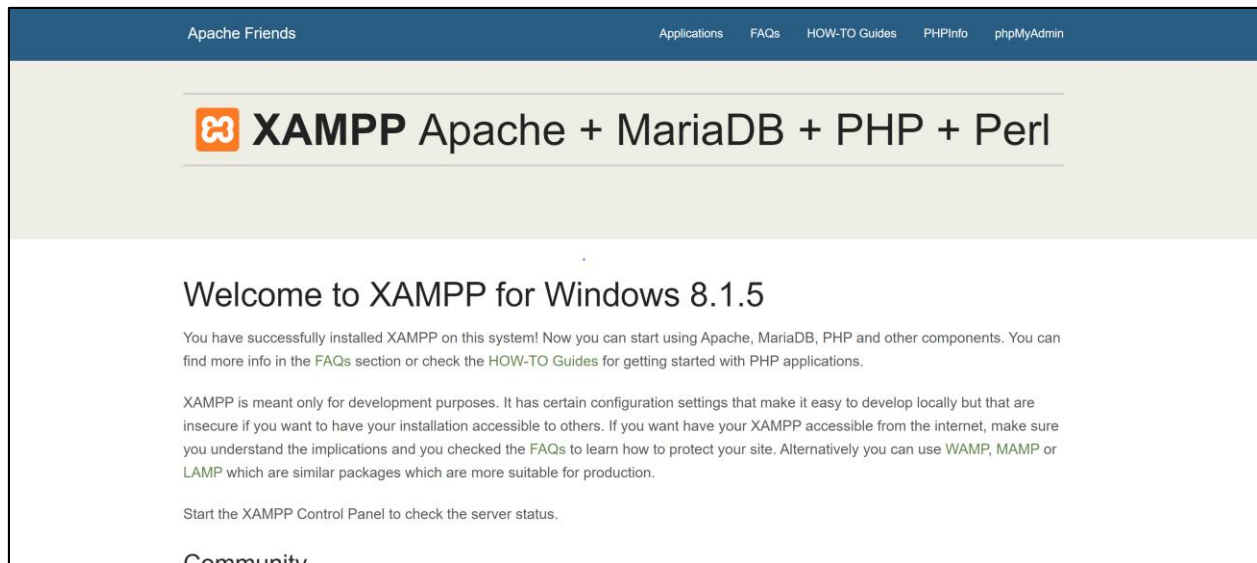 Apache Friends Applications FAQs HOW-TO Guides PHPInfo phpMyAdmin
XAMPP Apache + MariaDB + PHP + Perl
Welcome to XAMPP for Windows 8.1.5
You have successfully installed XAMPP on this system! Now you can start using Apache, MariaDB, PHP and other components. You can
find more info in the FAQs section or check the HOW-TO Guides for getting started with PHP applications.
XAMPP is meant only for development purposes. It has certain configuration settings that make it easy to develop locally but that are
insecure if you want to have your installation accessible to others. If you want have your XAMPP accessible from the internet, make sure
you understand the implications and you checked the FAQs to learn how to protect your site. Alternatively you can use WAMP, MAMP or
LAMP which are similar packages which are more suitable for production.
Start the XAMPP Control Panel to check the server status.
Community